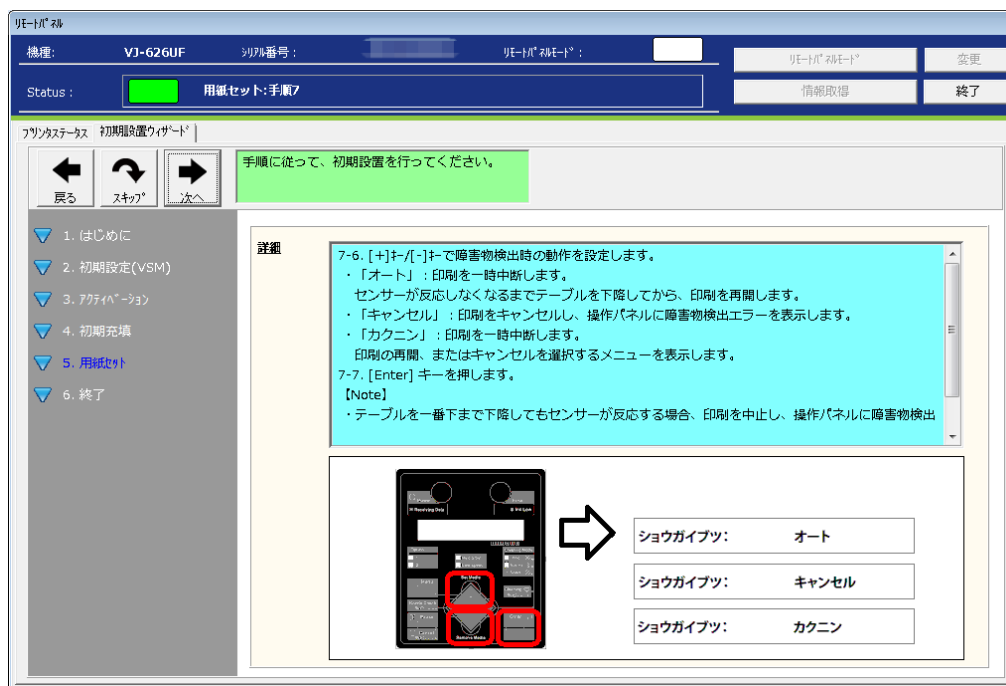 ﾘﾓｰﾄﾊﾟﾈﾙ
機種: VJ-626UF ｼﾘｱﾙ番号： ﾘﾓｰﾄﾊﾟﾈﾙﾓｰﾄﾞ： ﾘﾓｰﾄﾊﾟﾈﾙﾓｰﾄﾞ 変更
Status： 用紙セット:手順7 情報取得 終了
ﾌﾟﾘﾝﾀｽﾃｰﾀｽ 初期設置ｳｨｻﾞｰﾄﾞ
戻る ｽｷｯﾌﾟ 次へ
手順に従って、初期設置を行ってください。
1. はじめに
2. 初期設定(VSM)
3. ｱｸﾃｨﾍﾞｰｼｮﾝ
4. 初期充填
5. 用紙ｾｯﾄ
6. 終了
詳細
7-6. [+]ｷｰ/[-]ｷｰで障害物検出時の動作を設定します。
・「オート」：印刷を一時中断します。
センサーが反応しなくなるまでテーブルを下降してから、印刷を再開します。
・「キャンセル」：印刷をキャンセルし、操作パネルに障害物検出エラーを表示します。
・「カクニン」：印刷を一時中断します。
印刷の再開、またはキャンセルを選択するメニューを表示します。
7-7. [Enter] キーを押します。
【Note】
・テーブルを一番下まで下降してもセンサーが反応する場合、印刷を中止し、操作パネルに障害物検出
ショウガイブツ： オート
ショウガイブツ： キャンセル
ショウガイブツ： カクニン